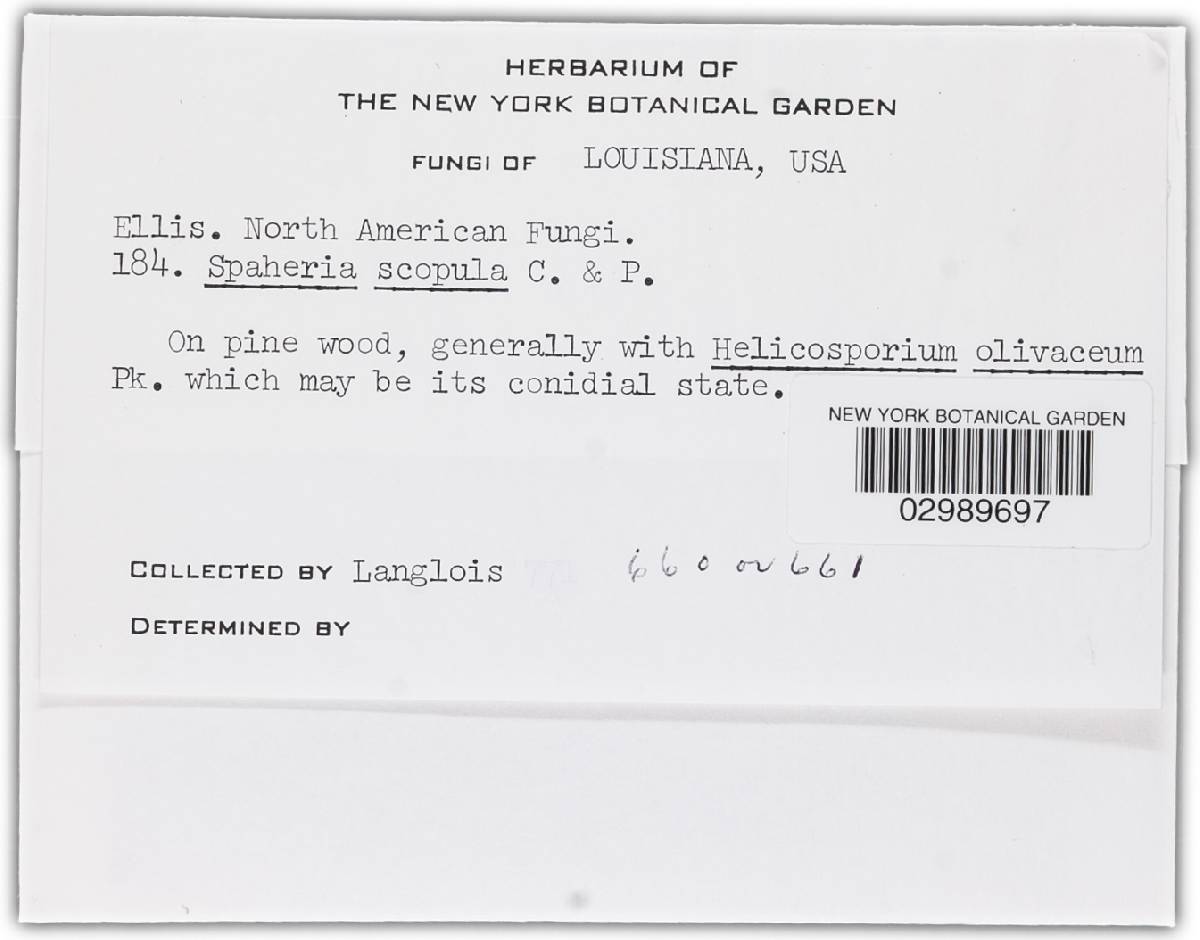 HERBARIUM OF
THE NEW YORK BOTANICAL GARDEN
FUNGI OF LOUISIANA, USA
Ellis. North American Fungi.
184. Spaheria scopula C. & P.
On pine wood, generally with Helicosporium olivaceum
Pk. which may be its conidial state.
NEW YORK BOTANICAL GARDEN
02989697
COLLECTED BY Langlois 660 or 661
DETERMINED BY